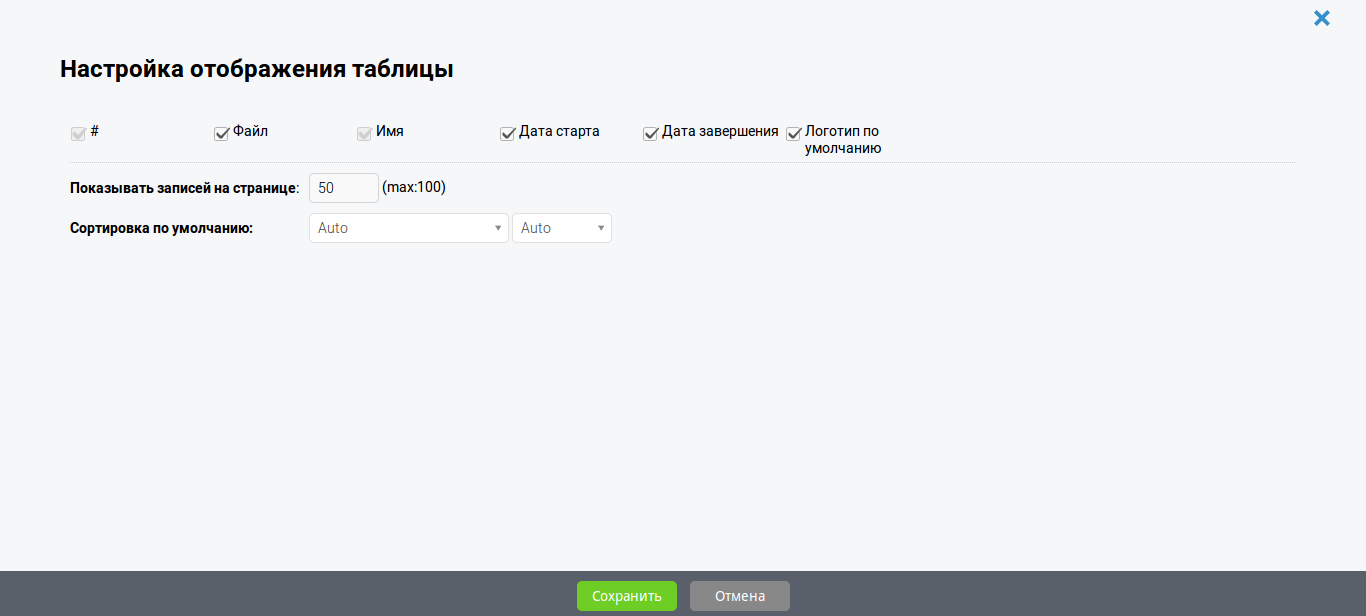 Настройка отображения таблицы
# Файл Имя Дата старта Дата завершения Логотип по
умолчанию
Показывать записей на странице: 50 (max:100)
Сортировка по умолчанию: Auto Auto
Сохранить Отмена